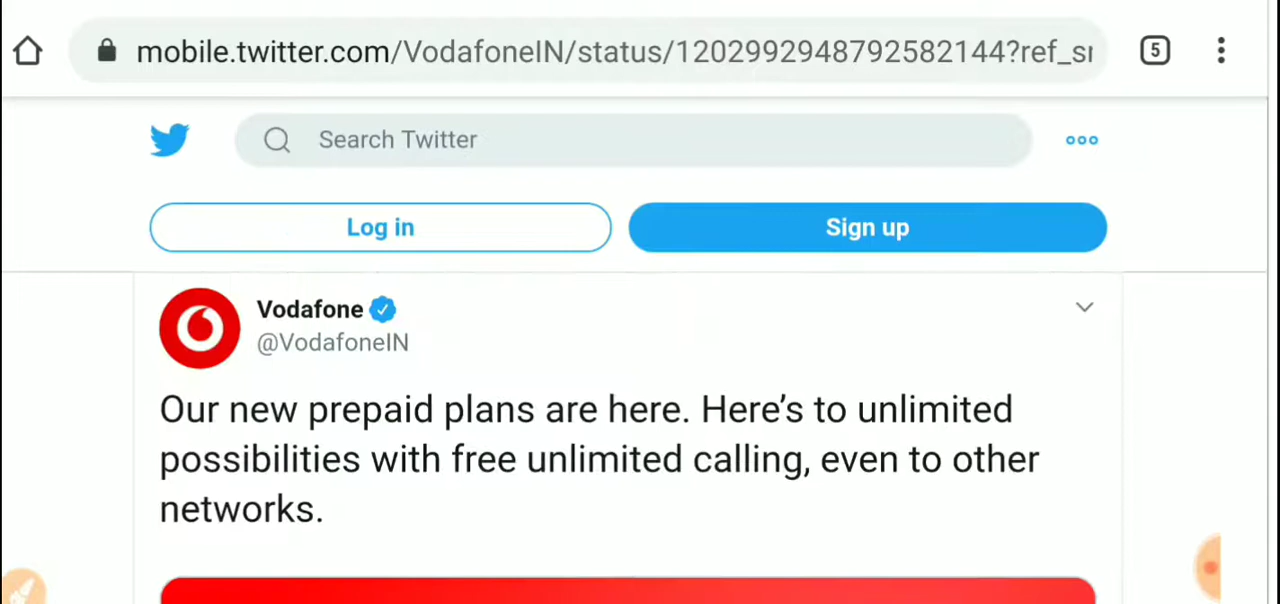 mobile.twitter.com/VodafoneIN/status/1202992948792582144?ref_sr
5
Search Twitter
Log in
Sign up
Vodafone
@VodafoneIN
Our new prepaid plans are here. Here's to unlimited
possibilities with free unlimited calling, even to other
networks.